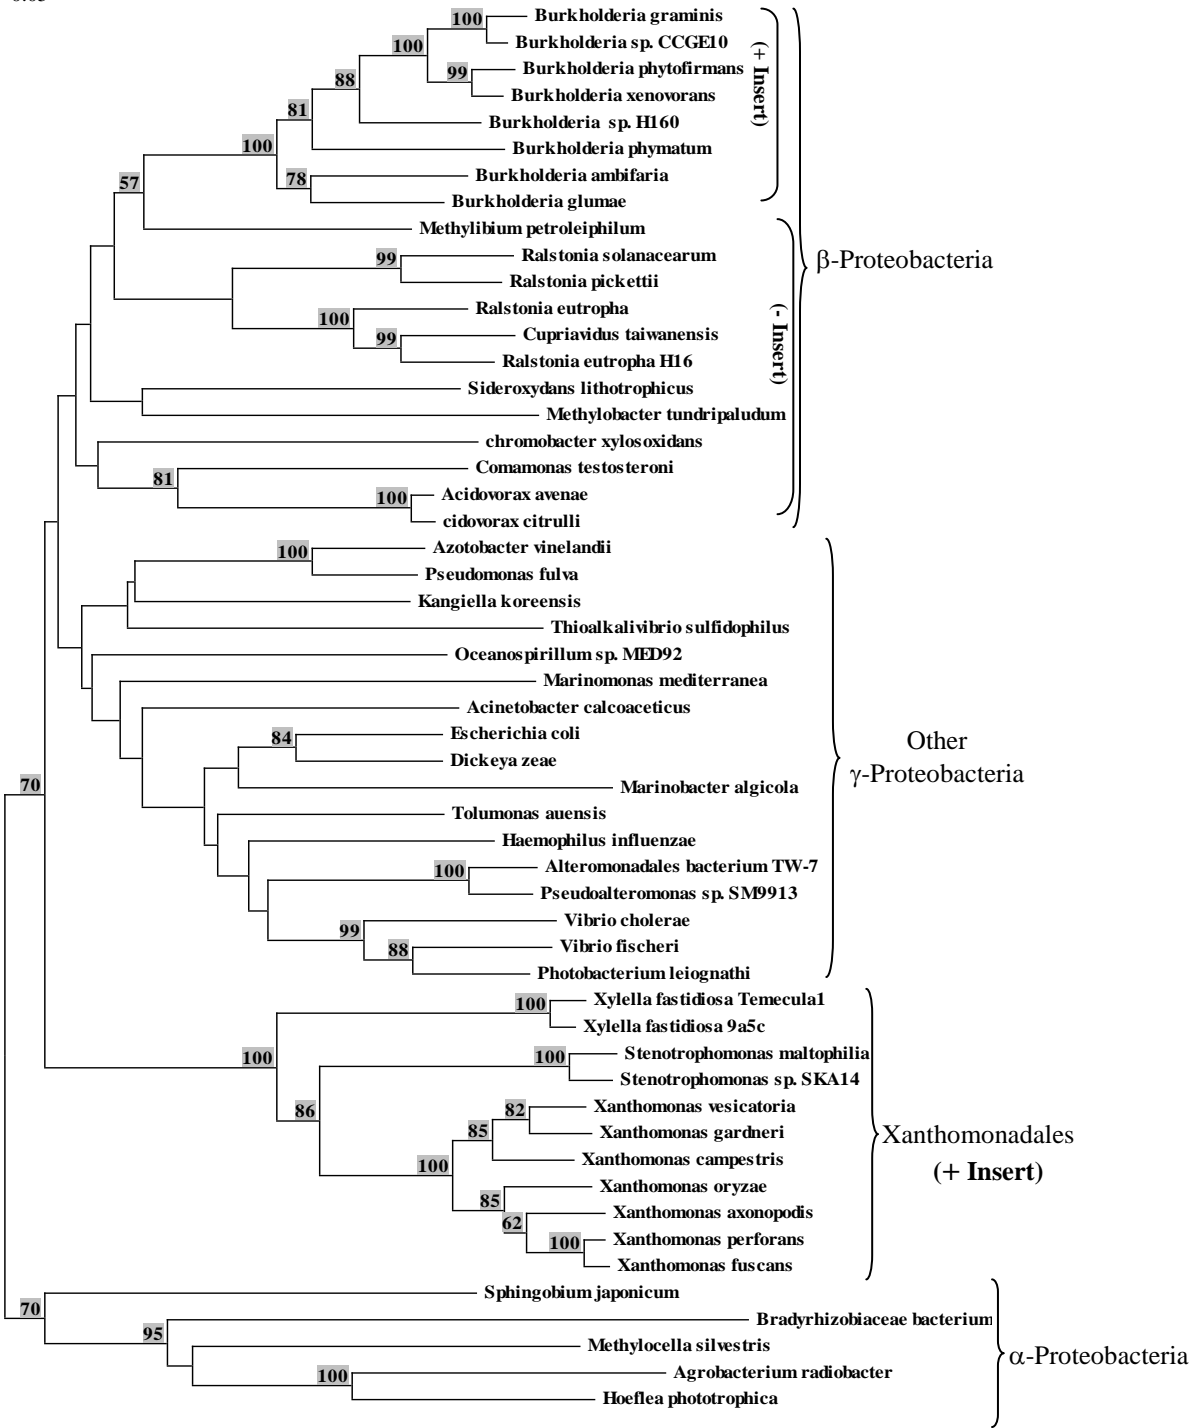 100 Burkholderia graminis
Burkholderia sp. CCGE10
100
99 Burkholderia phytofirmans
Burkholderia xenovorans
(+ Insert)
88
Burkholderia sp. H160
81
Burkholderia phymatum
100
78 Burkholderia ambifaria
Burkholderia glumae
57
Methylibium petroleiphilum
β-Proteobacteria
99 Ralstonia solanacearum
Ralstonia pickettii
Ralstonia eutropha
100
99 Cupriavidus taiwanensis
Ralstonia eutropha H16
(- Insert)
Sideroxydans lithotrophicus
Methylobacter tundripaludum
chromobacter xylosoxidans
81 Comamonas testosteroni
100 Acidovorax avenae
cidovorax citrulli
100 Azotobacter vinelandii
Pseudomonas fulva
Kangiella koreensis
Thioalkalivibrio sulfidophilus
Oceanospirillum sp. MED92
Marinomonas mediterranea
Acinetobacter calcoaceticus
84 Escherichia coli
Dickeya zeae
Other
γ-Proteobacteria
70
Marinobacter algicola
Tolumonas auensis
Haemophilus influenzae
100 Alteromonadales bacterium TW-7
Pseudoalteromonas sp. SM9913
Vibrio cholerae
99
88 Vibrio fischeri
Photobacterium leiognathi
100 Xylella fastidiosa Temecula1
Xylella fastidiosa 9a5c
100
100 Stenotrophomonas maltophilia
Stenotrophomonas sp. SKA14
86
82 Xanthomonas vesicatoria
85
Xanthomonas gardneri
Xanthomonas campestris
100
Xanthomonadales
(+ Insert)
85 Xanthomonas oryzae
62 Xanthomonas axonopodis
100 Xanthomonas perforans
Xanthomonas fuscans
70 Sphingobium japonicum
95 Bradyrhizobiaceae bacterium
Methylocella silvestris
α-Proteobacteria
100 Agrobacterium radiobacter
Hoeflea phototrophica